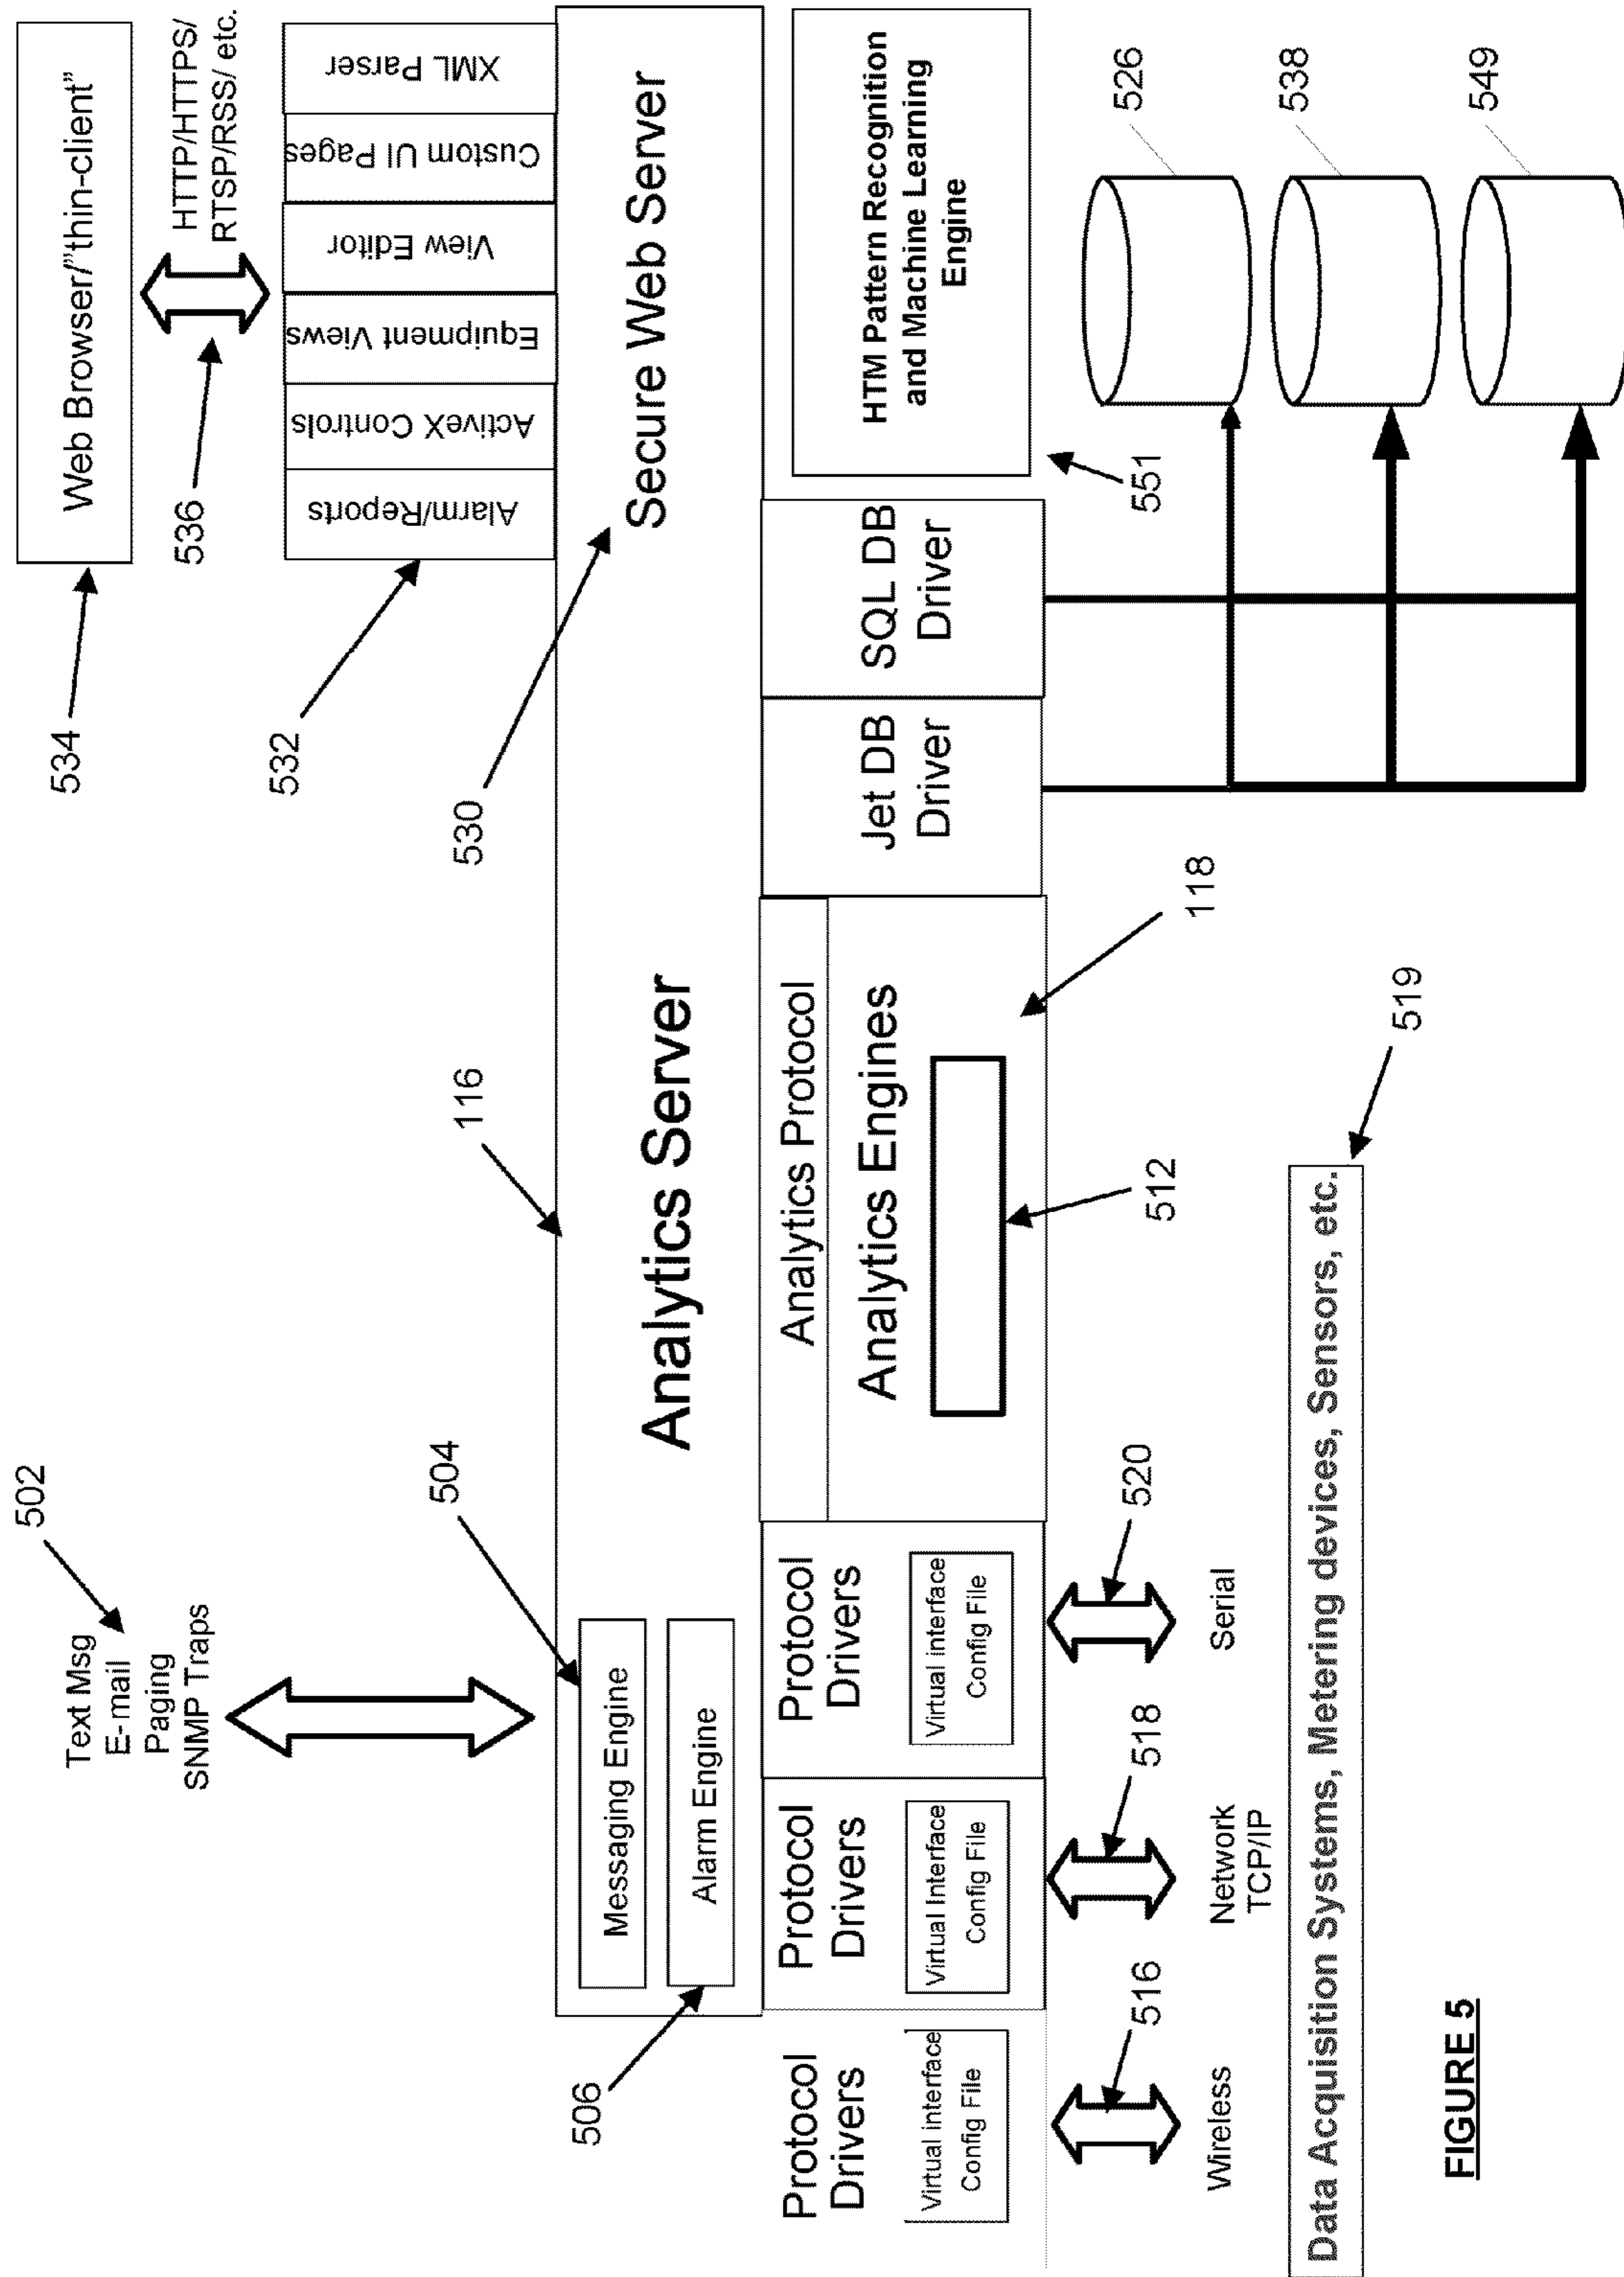 502
Text Msg
E-mail
Paging
SNMP Traps
534
Web Browser/"thin-client"
536
HTTP/HTTPS/
RTSP/RSS/ etc.
532
Alarm/Reports
ActiveX Controls
Equipment Views
View Editor
Custom UI Pages
XML Parser
504
116
530
Messaging Engine
Alarm Engine
506
Analytics Server
Secure Web Server
Protocol
Drivers
Virtual interface
Config File
Protocol
Drivers
Virtual Interface
Config File
Protocol
Drivers
Virtual interface
Config File
Analytics Protocol
Analytics Engines
512
118
Jet DB
Driver
SQL DB
Driver
HTM Pattern Recognition
and Machine Learning
Engine
551
516
Wireless
518
Network
TCP/IP
520
Serial
526
538
549
519
Data Acquisition Systems, Metering devices, Sensors, etc.
FIGURE 5